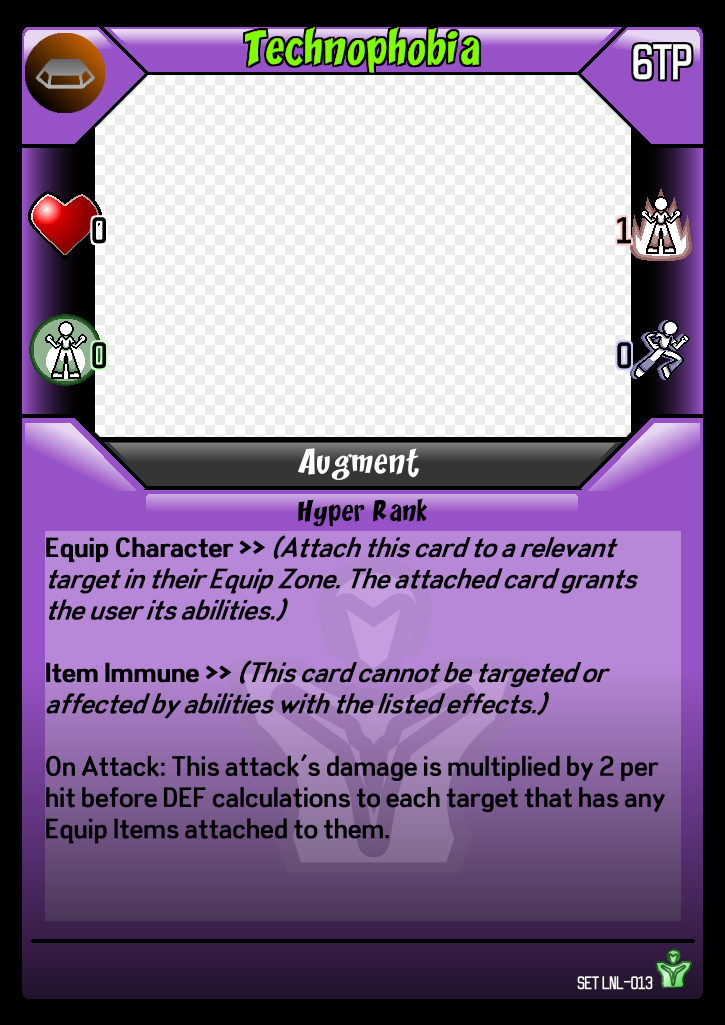 Technophobia
6TP
0
1
0
0
Augment
Hyper Rank
Equip Character >> (Attach this card to a relevant
target in their Equip Zone. The attached card grants
the user its abilities.)
Item Immune >> (This card cannot be targeted or
affected by abilities with the listed effects.)
On Attack: This attack's damage is multiplied by 2 per
hit before DEF calculations to each target that has any
Equip Items attached to them.
SET LNL-013